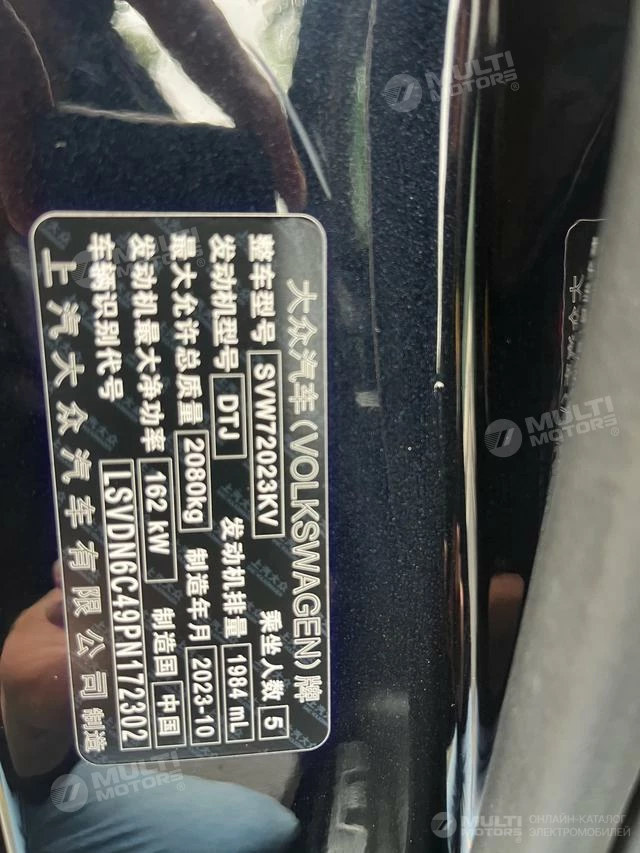 大众汽车(VOLKSWAGEN)牌
整车型号 SVW72023KV 乘坐人数 5
发动机型号 DTJ 发动机排量 1984 mL
最大允许总质量 2080kg 制造年月 2023-10
发动机最大净功率 162 kW 制造国 中国
车辆识别代号 LSVDN6C49PN172302
上汽大众汽车有限公司 制造
MULTI MOTORS®
MULTI MOTORS®
MULTI MOTORS®
MULTI MOTORS® ОНЛАЙН-КАТАЛОГ ЭЛЕКТРОМОБИЛЕЙ